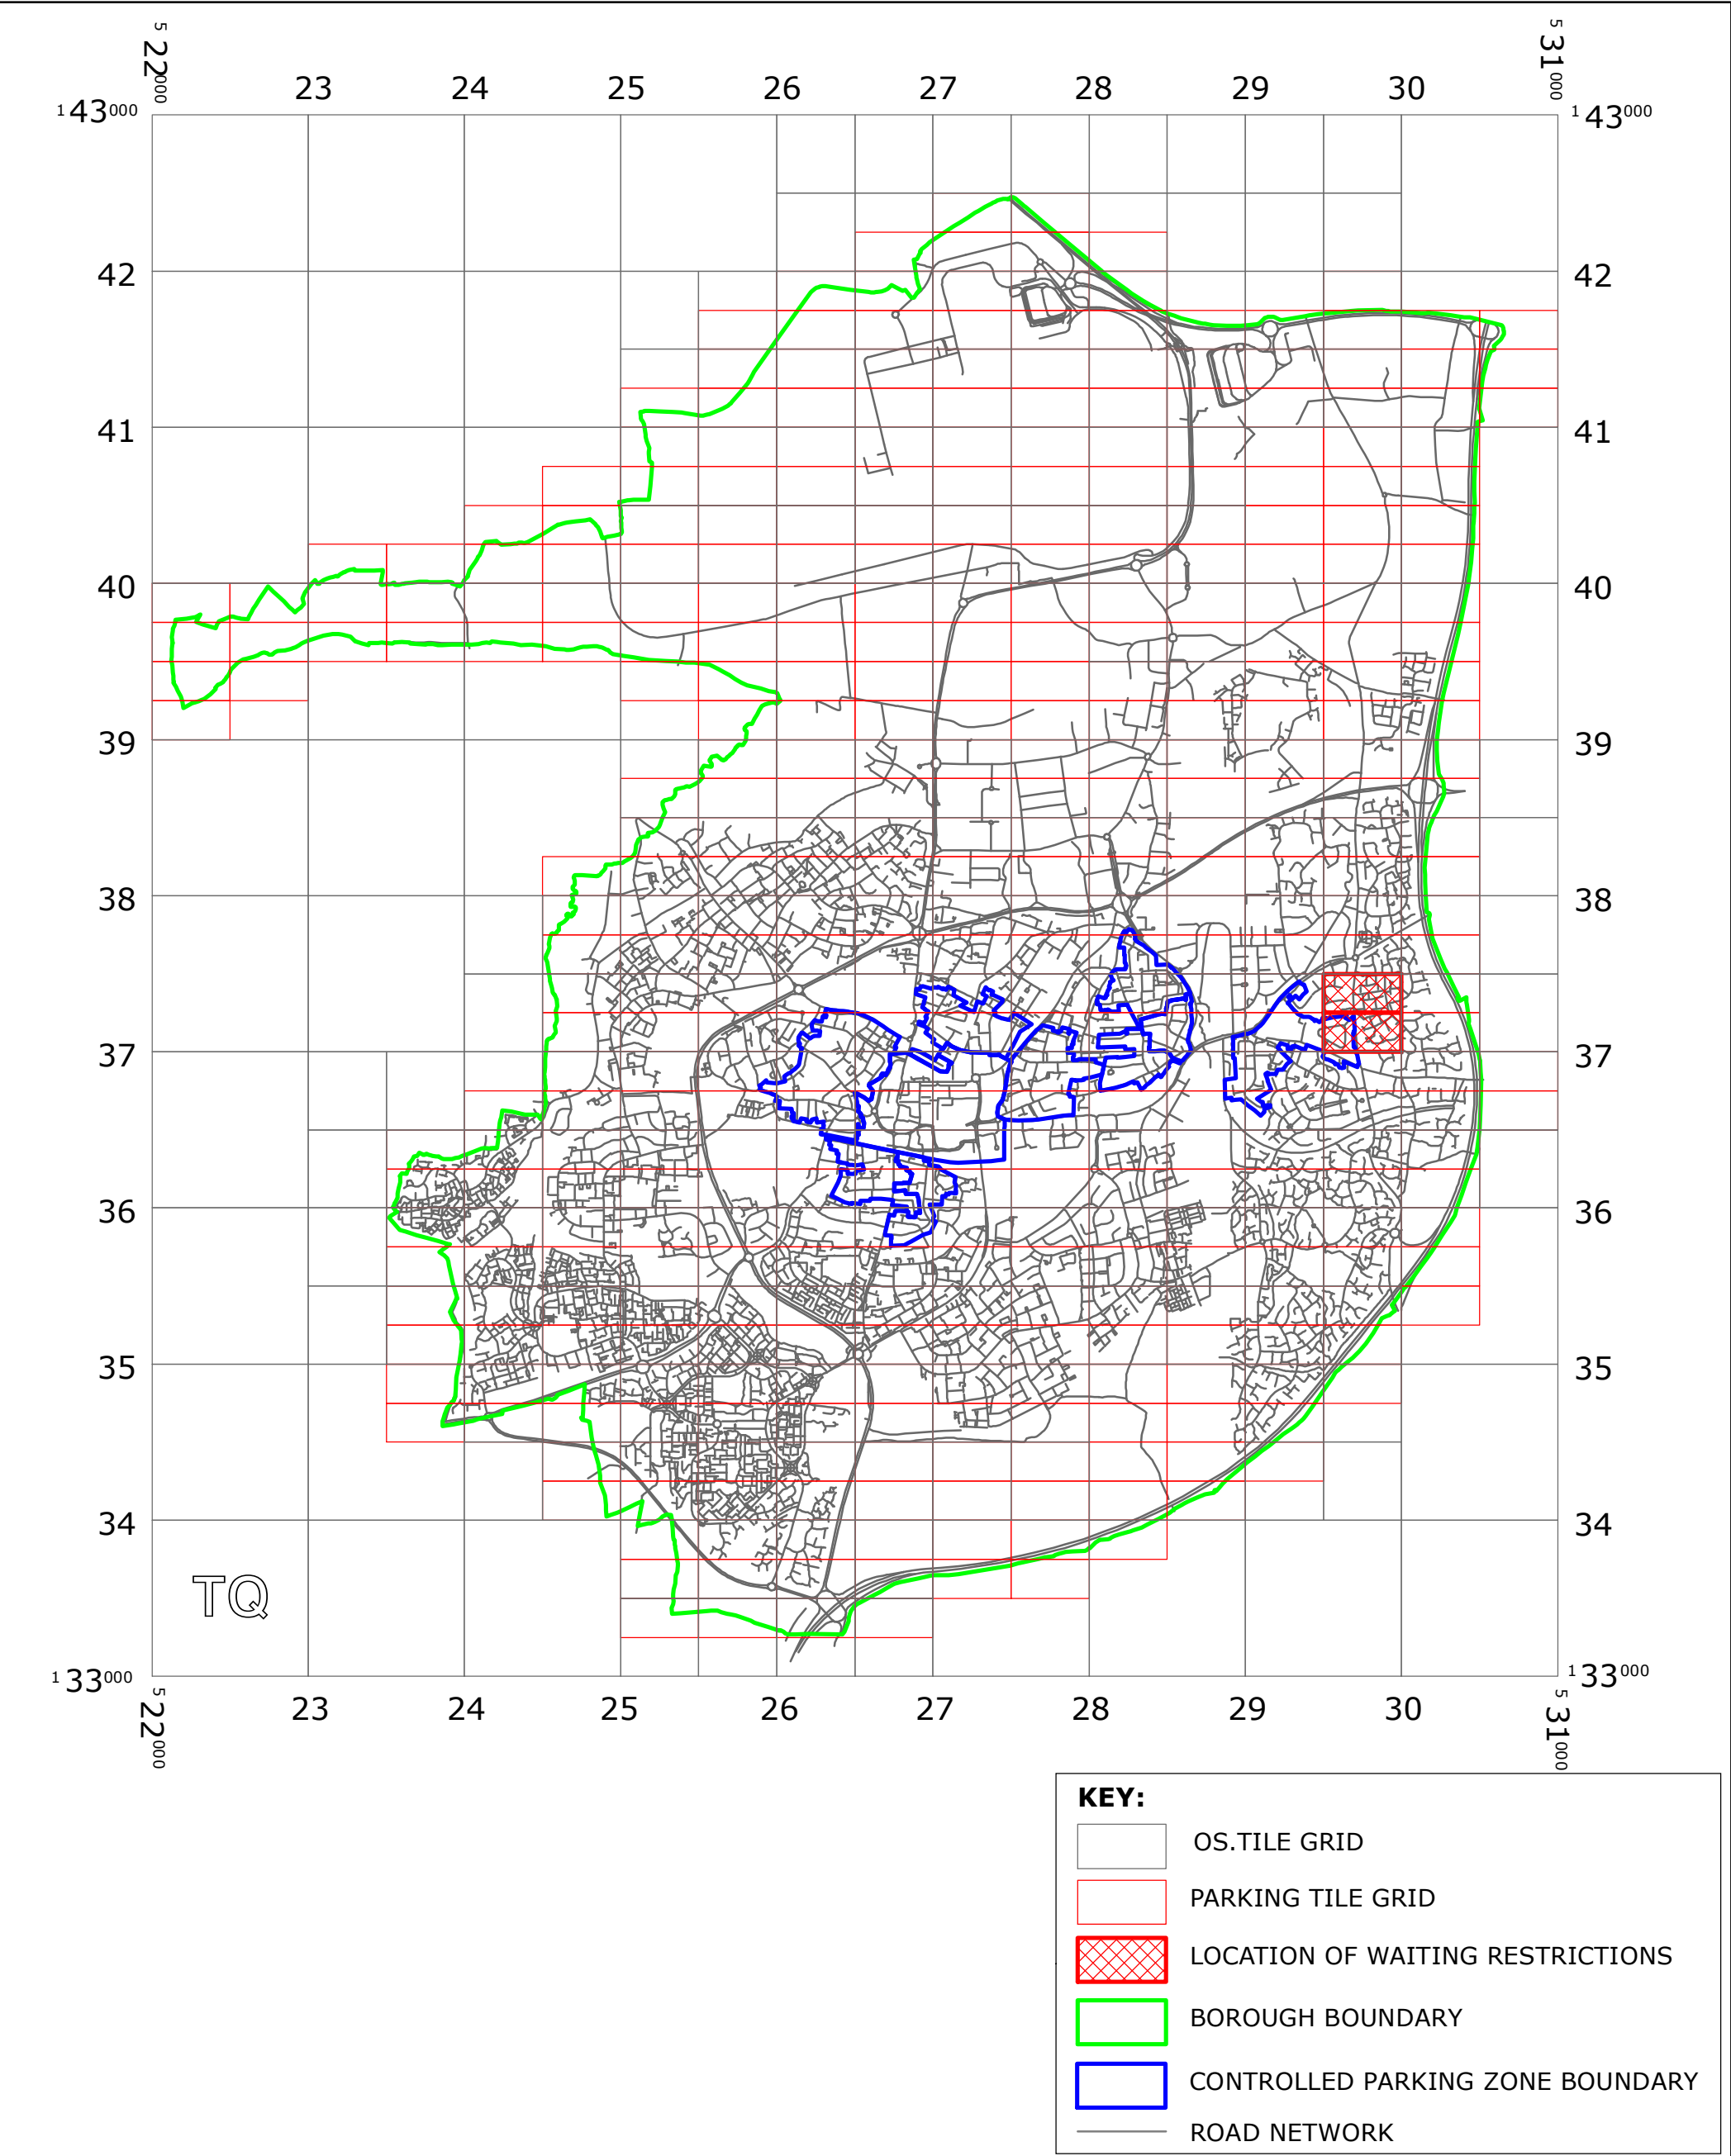 5 22000 5 31000
23 24 25 26 27 28 29 30
1 43000 1 43000
42 42
41 41
40 40
39 39
38 38
37 37
36 36
35 35
34 34
TQ
1 33000 1 33000
5 22000 23 24 25 26 27 28 29 30 5 31000
KEY:
OS.TILE GRID
PARKING TILE GRID
LOCATION OF WAITING RESTRICTIONS
BOROUGH BOUNDARY
CONTROLLED PARKING ZONE BOUNDARY
ROAD NETWORK